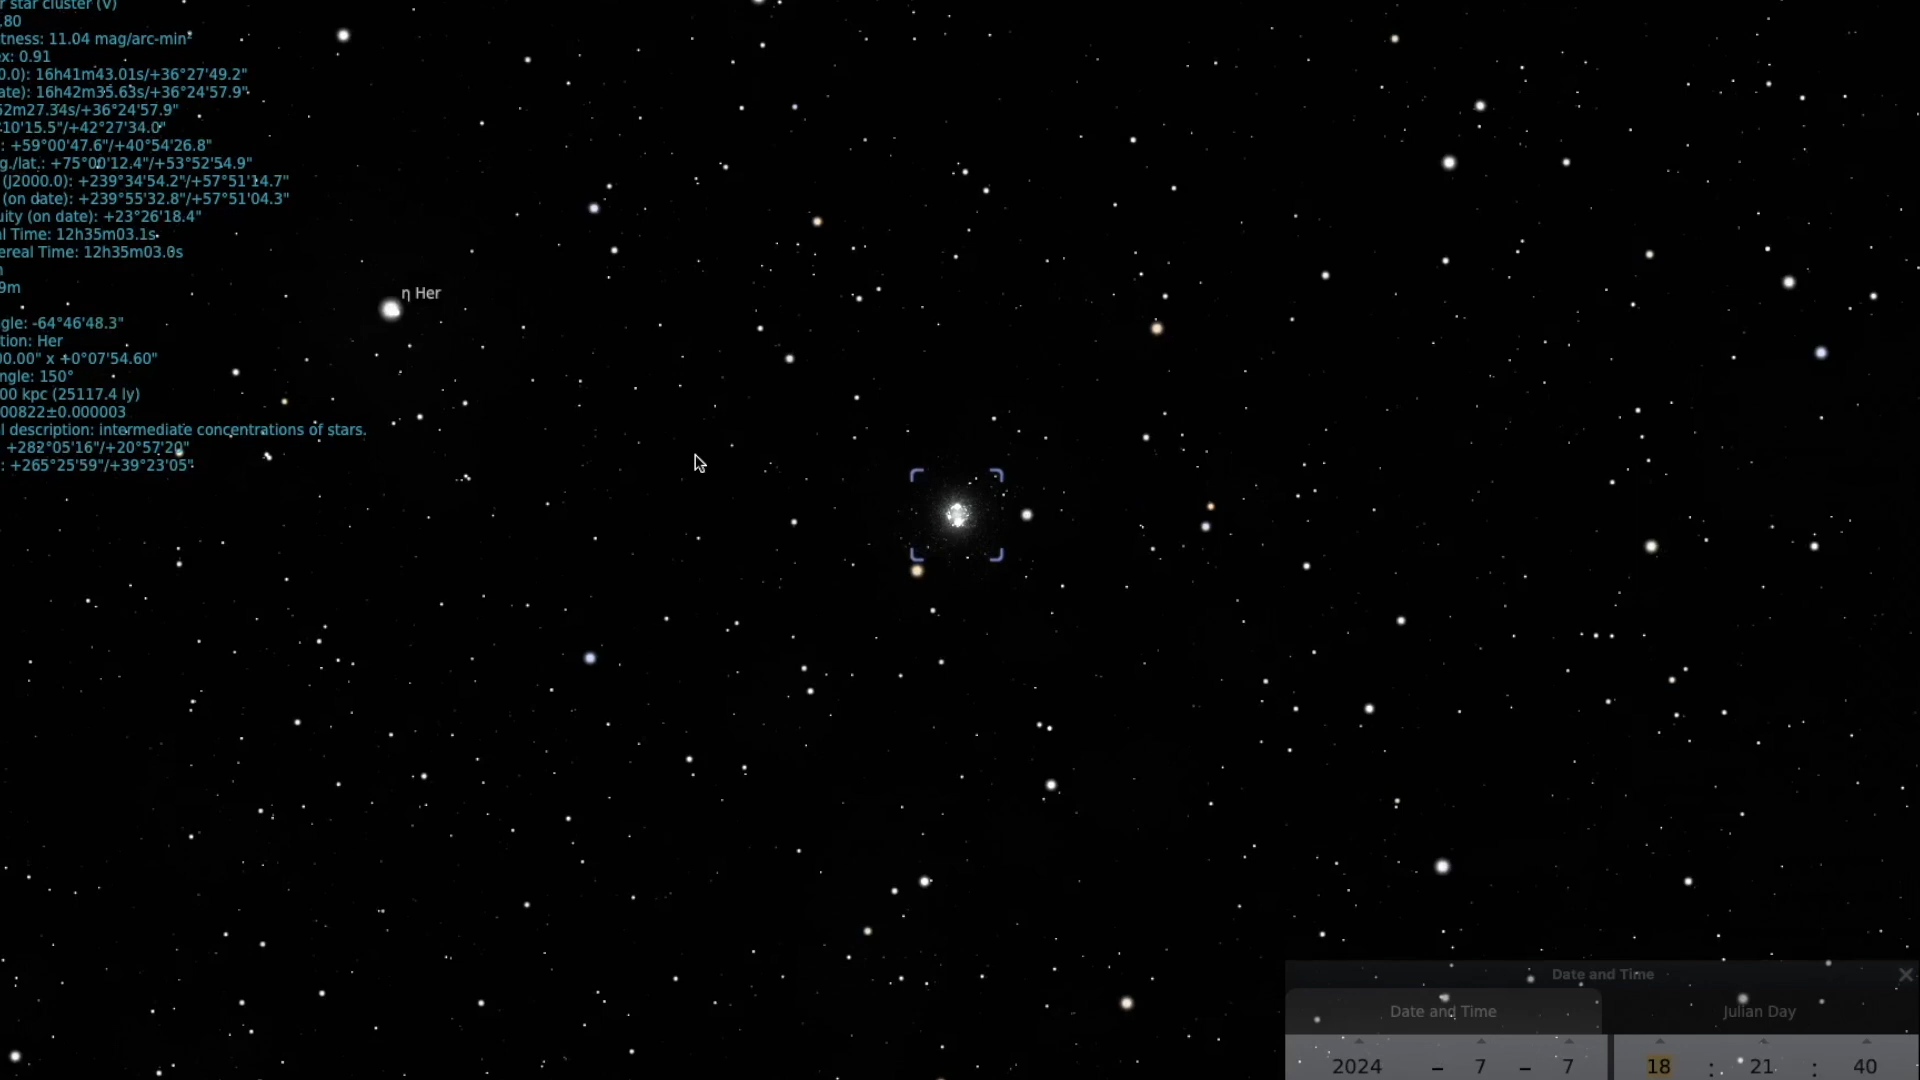 r star cluster (V)
.80
tness: 11.04 mag/arc-min²
ex: 0.91
0.0): 16h41m43.01s/+36°27'49.2"
ate): 16h42m35.63s/+36°24'57.9"
52m27.34s/+36°24'57.9"
10'15.5"/+42°27'34.0"
: +59°00'47.6"/+40°54'26.8"
g./lat.: +75°00'12.4"/+53°52'54.9"
(J2000.0): +239°34'54.2"/+57°51'14.7"
(on date): +239°55'32.8"/+57°51'04.3"
uity (on date): +23°26'18.4"
al Time: 12h35m03.1s
ereal Time: 12h35m03.0s
9m
η Her
gle: -64°46'48.3"
tion: Her
00.00" x +0°07'54.60"
ngle: 150°
00 kpc (25117.4 ly)
00822±0.000003
l description: intermediate concentrations of stars.
+282°05'16"/+20°57'20"
: +265°25'59"/+39°23'05"
Date and Time
Date and Time Julian Day
2024 - 7 - 7 18 : 21 : 40